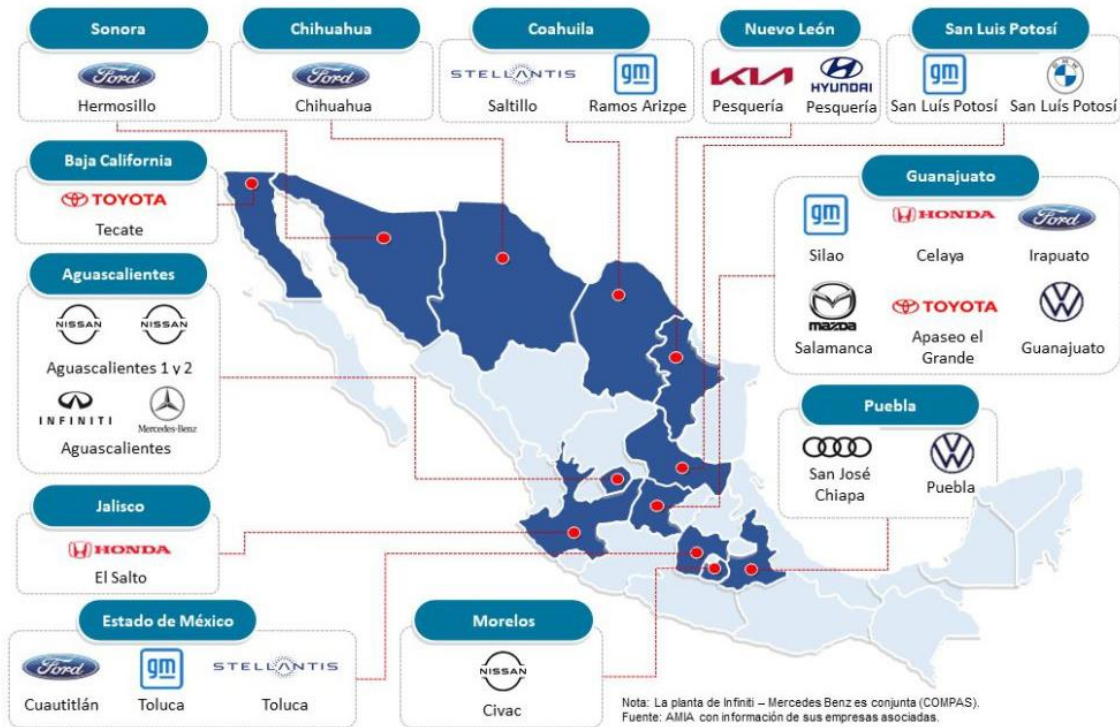 Sonora
Ford
Hermosillo
Chihuahua
Ford
Chihuahua
Coahuila
STELLANTIS
Saltillo
gm
Ramos Arizpe
Nuevo León
KIA
Pesquería
HYUNDAI
Pesquería
San Luis Potosí
gm
San Luís Potosí
BMW
San Luís Potosí
Baja California
TOYOTA
Tecate
Guanajuato
gm
Silao
HONDA
Celaya
Ford
Irapuato
mazda
Salamanca
TOYOTA
Apaseo el
Grande
Guanajuato
Aguascalientes
NISSAN
NISSAN
Aguascalientes 1 y 2
INFINITI
Mercedes-Benz
Aguascalientes
Puebla
San José
Chiapa
Puebla
Jalisco
HONDA
El Salto
Estado de México
Ford
Cuautitlán
gm
Toluca
STELLANTIS
Toluca
Morelos
NISSAN
Civac
Nota: La planta de Infiniti – Mercedes Benz es conjunta (COMPAS).
Fuente: AMIA con información de sus empresas asociadas.